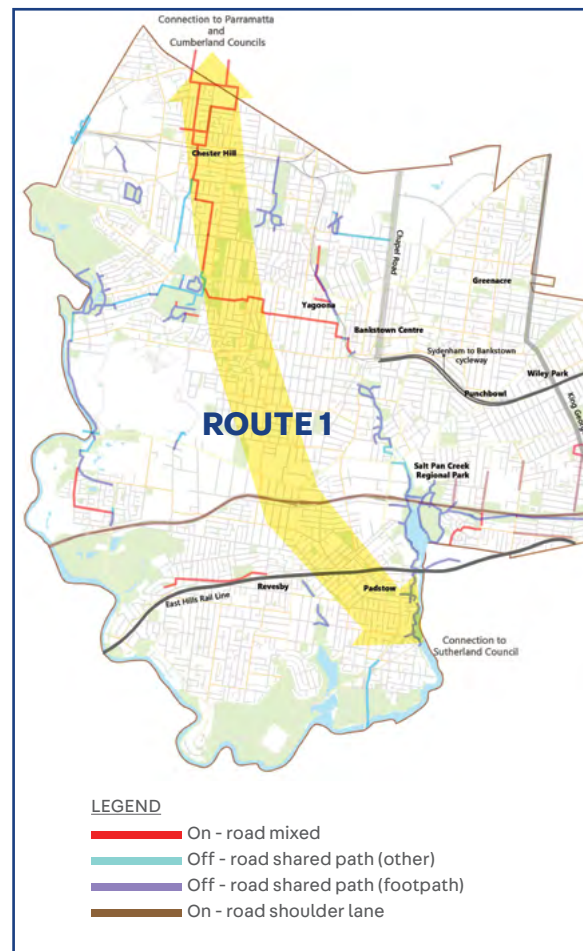 Connection to Parramatta
and
Cumberland Councils
Chester Hill
Chapel Road
Greenacre
Yagoona
Bankstown Centre
Sydenham to Bankstown
cycleway
Wiley Park
Punchbowl
King Georg
ROUTE 1
Salt Pan Creek
Regional Park
Revesby
Padstow
East Hills Rail Line
Connection to
Sutherland Council
LEGEND
On - road mixed
Off - road shared path (other)
Off - road shared path (footpath)
On - road shoulder lane